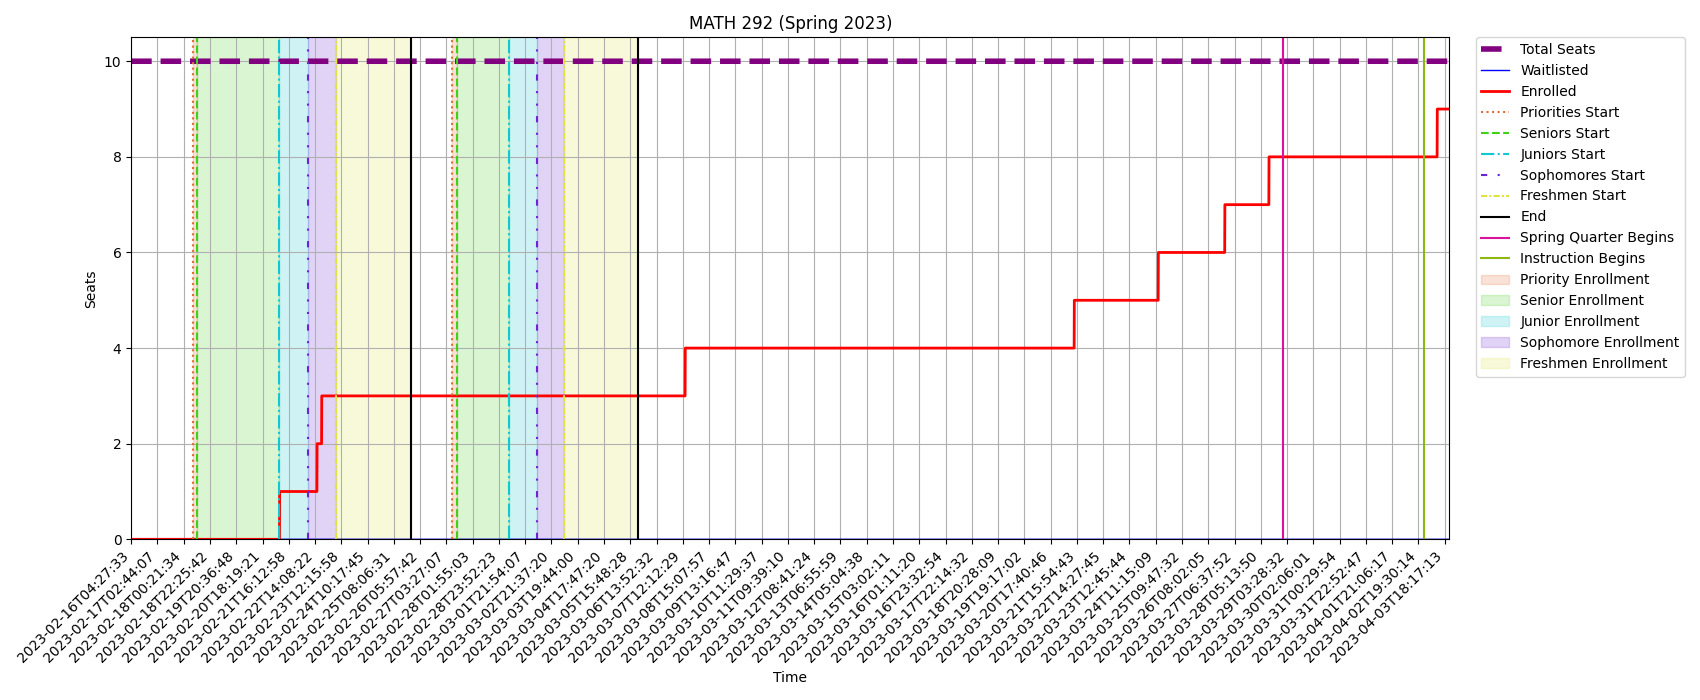 MATH 292 (Spring 2023)
10
8
6
4
2
0
Seats
2023-02-16T04:27:33
2023-02-17T02:44:07
2023-02-18T00:21:34
2023-02-18T22:25:42
2023-02-19T20:36:48
2023-02-20T18:19:21
2023-02-21T16:12:58
2023-02-22T14:08:22
2023-02-23T12:15:58
2023-02-24T10:17:45
2023-02-25T08:06:31
2023-02-26T05:57:42
2023-02-27T03:27:07
2023-02-28T01:55:03
2023-02-28T23:52:23
2023-03-01T21:54:07
2023-03-02T21:37:20
2023-03-03T19:44:00
2023-03-04T17:47:20
2023-03-05T15:48:28
2023-03-06T13:52:32
2023-03-07T12:12:29
2023-03-08T15:07:57
2023-03-09T13:16:47
2023-03-10T11:29:37
2023-03-11T09:39:10
2023-03-12T08:41:24
2023-03-13T06:55:59
2023-03-14T05:04:38
2023-03-15T03:02:11
2023-03-16T01:11:20
2023-03-16T23:32:54
2023-03-17T22:14:32
2023-03-18T20:28:09
2023-03-19T19:17:02
2023-03-20T17:40:46
2023-03-21T15:54:43
2023-03-22T14:27:45
2023-03-23T12:45:44
2023-03-24T11:15:09
2023-03-25T09:47:32
2023-03-26T08:02:05
2023-03-27T06:37:52
2023-03-28T05:13:50
2023-03-29T03:28:32
2023-03-30T02:06:01
2023-03-31T00:29:54
2023-03-31T22:52:47
2023-04-01T21:06:17
2023-04-02T19:30:14
2023-04-03T18:17:13
Time
Total Seats
Waitlisted
Enrolled
Priorities Start
Seniors Start
Juniors Start
Sophomores Start
Freshmen Start
End
Spring Quarter Begins
Instruction Begins
Priority Enrollment
Senior Enrollment
Junior Enrollment
Sophomore Enrollment
Freshmen Enrollment